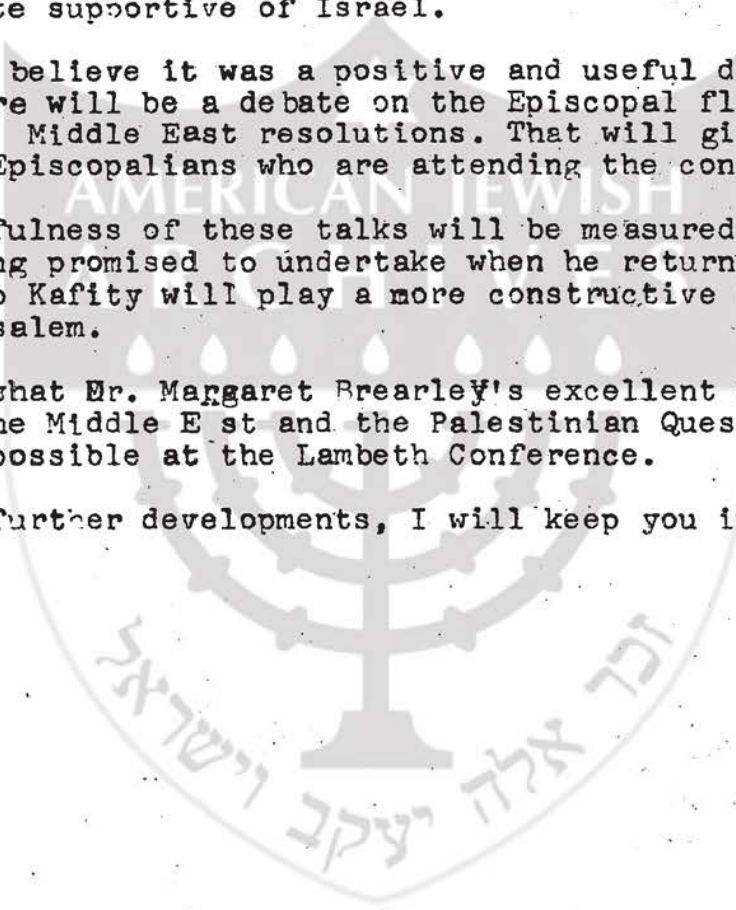 te supportive of Israel.
believe it was a positive and useful d
re will be a debate on the Episcopal fl
Middle East resolutions. That will gi
Episcopalians who are attending the con
fulness of these talks will be measured
ng promised to undertake when he return
o Kafity will play a more constructive
salem.
what Dr. Margaret Brearley's excellent
he Middle E st and the Palestinian Ques
possible at the Lambeth Conference.
further developments, I will keep you i
AMERICAN JEWISH
ARCHIVES
זכר אלה יעקב וישראל